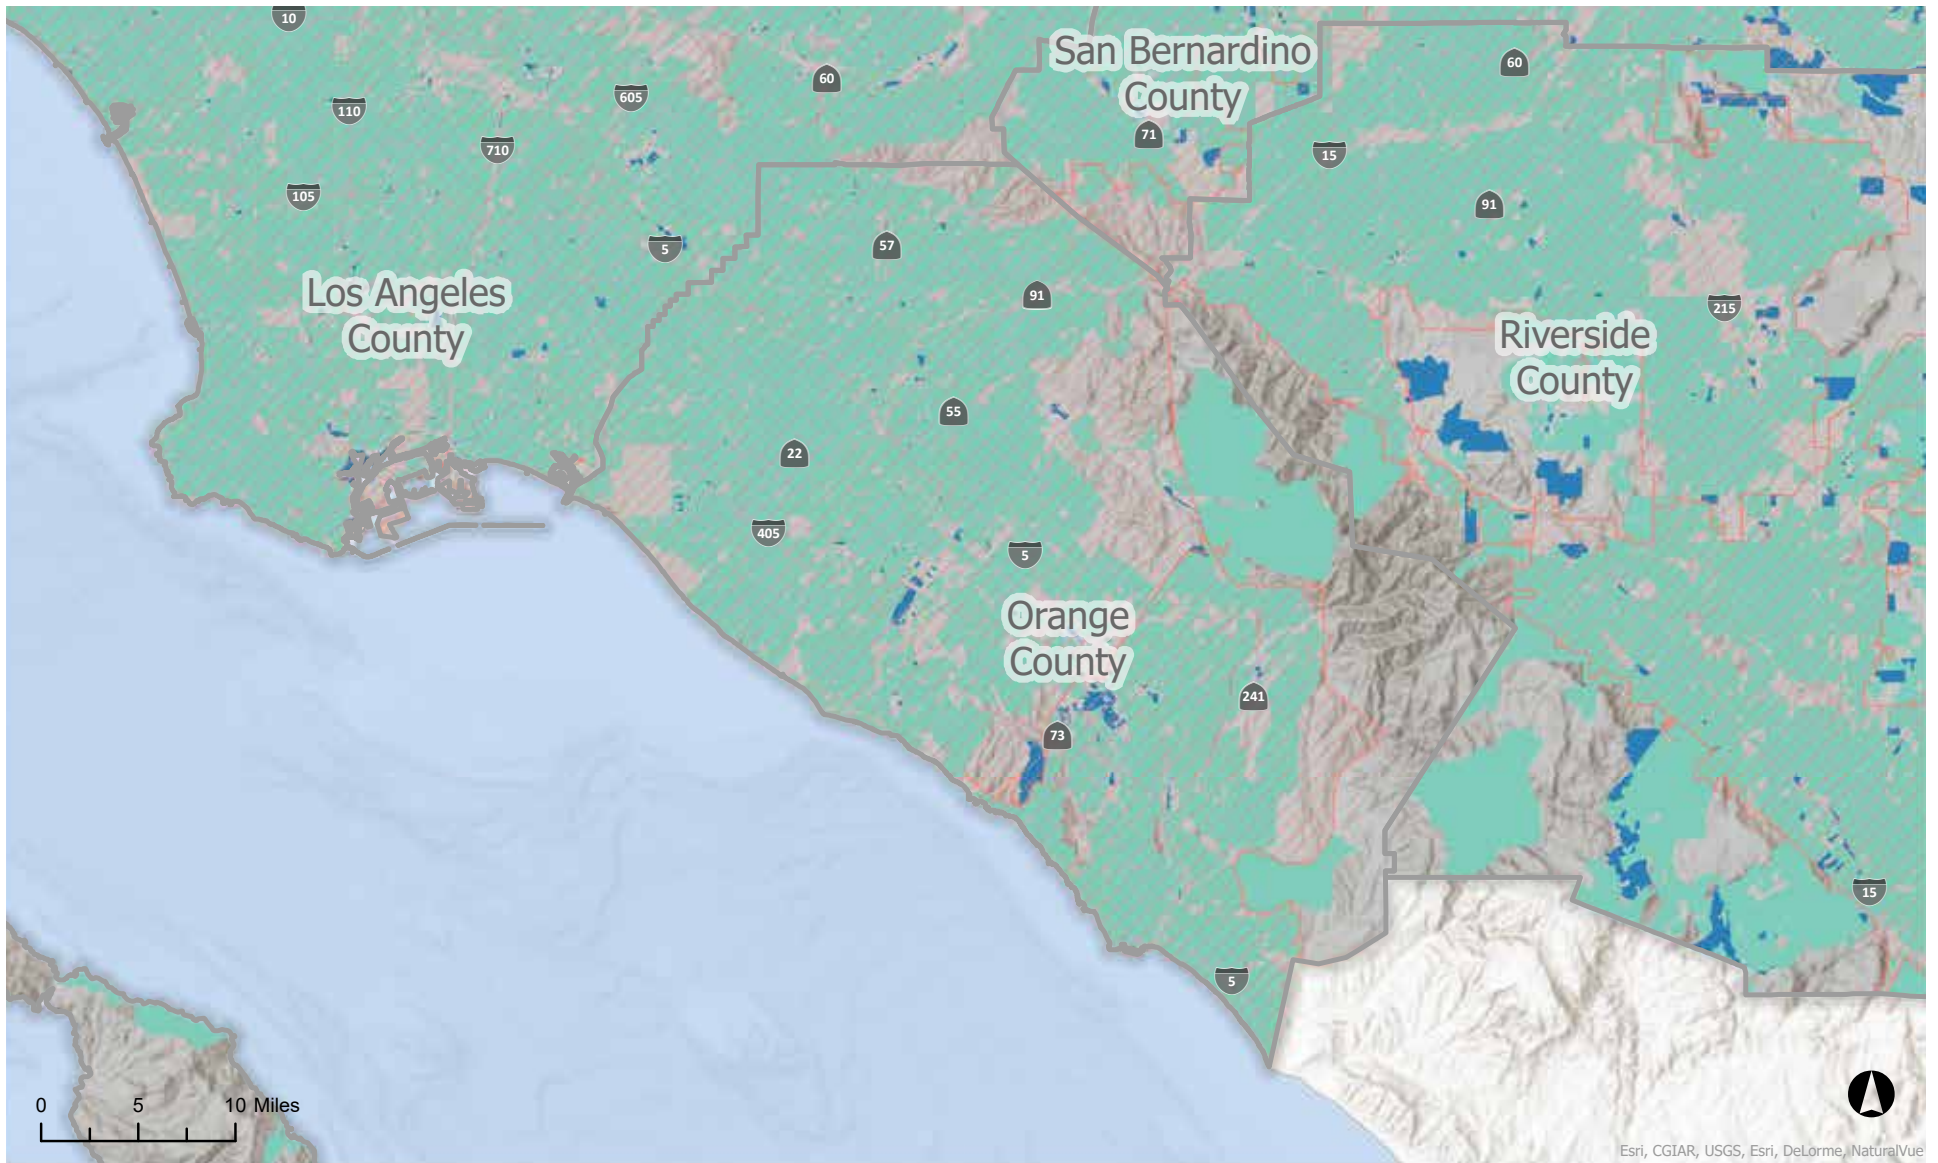 10
San Bernardino
County
60
60
605
110
71
710
15
105
91
57
5
Los Angeles
County
91
215
Riverside
County
55
22
405
5
Orange
County
241
73
15
5
0 5 10 Miles
Esri, CGIAR, USGS, Esri, DeLorme, NaturalVue